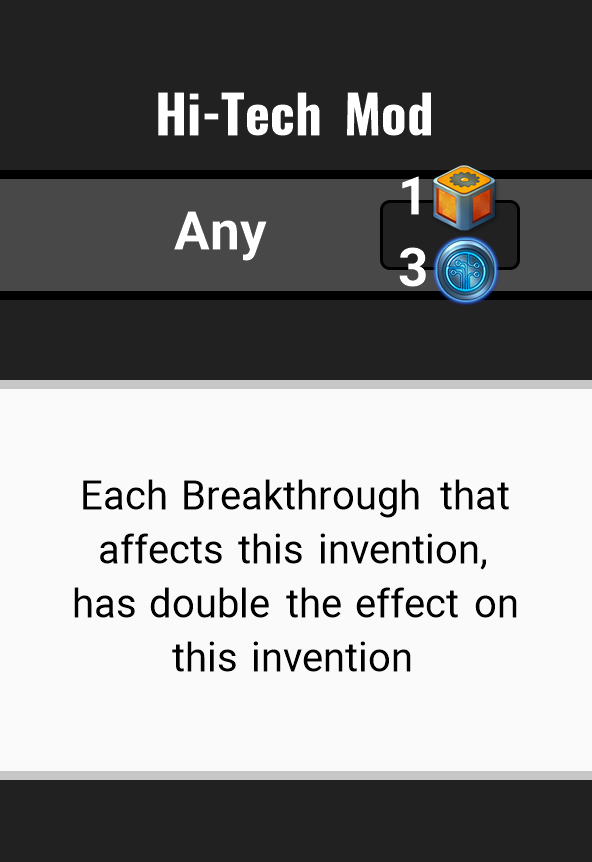 Hi-Tech Mod
Any
1
3
Each Breakthrough that
affects this invention,
has double the effect on
this invention